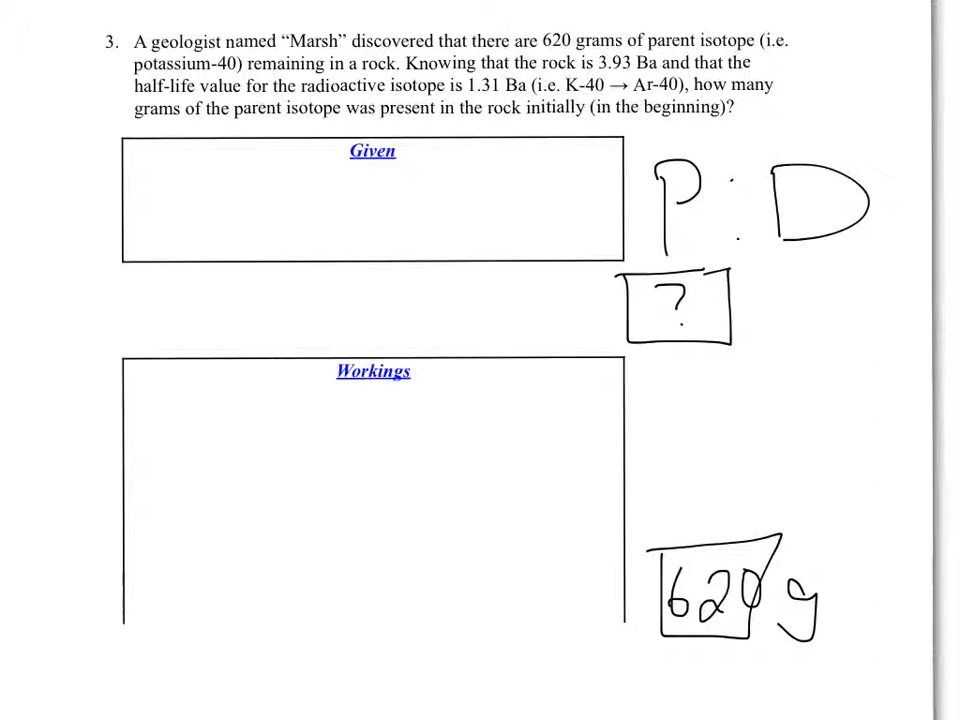 3. A geologist named “Marsh” discovered that there are 620 grams of parent isotope (i.e.
potassium-40) remaining in a rock. Knowing that the rock is 3.93 Ba and that the
half-life value for the radioactive isotope is 1.31 Ba (i.e. K-40 → Ar-40), how many
grams of the parent isotope was present in the rock initially (in the beginning)?
Given
P : D
?
Workings
620 g